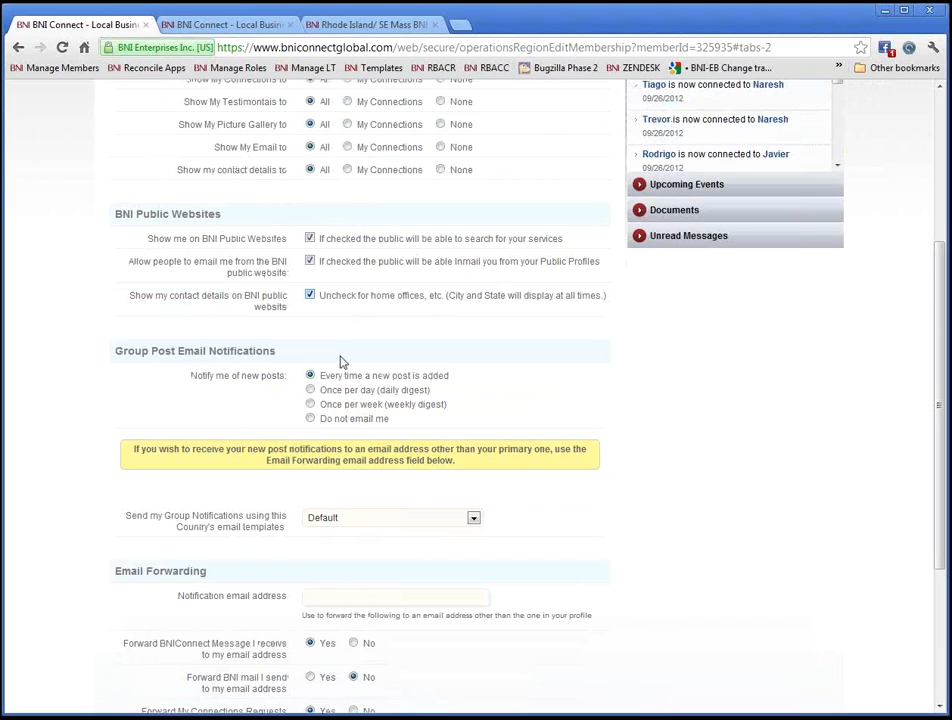 BNI Connect - Local Busin
BNI Connect - Local Busin
BNI Rhode Island/ SE Mass BNI
BNI Enterprises Inc. [US]
https://www.bniconnectglobal.com/web/secure/operationsRegionEditMembership?memberId=325935#tabs-2
BNI Manage Members
BNI Reconcile Apps
BNI Manage Roles
BNI Manage LT
BNI Templates
BNI RBACR
BNI RBACC
Bugzilla Phase 2
BNI ZENDESK
BNI-EB Change tra...
»
Other bookmarks
Show My Connections to All My Connections None
Show My Testimonials to All My Connections None
Show My Picture Gallery to All My Connections None
Show My Email to All My Connections None
Show my contact details to All My Connections None
BNI Public Websites
Show me on BNI Public Websites If checked the public will be able to search for your services
Allow people to email me from the BNI If checked the public will be able Inmail you from your Public Profiles
public website:
Show my contact details on BNI public Uncheck for home offices, etc. (City and State will display at all times.)
website
Group Post Email Notifications
Notify me of new posts: Every time a new post is added
Once per day (daily digest)
Once per week (weekly digest)
Do not email me
If you wish to receive your new post notifications to an email address other than your primary one, use the
Email Forwarding email address field below.
Send my Group Notifications using this Default
Country's email templates
Email Forwarding
Notification email address
Use to forward the following to an email address other than the one in your profile
Forward BNIConnect Message I receive Yes No
to my email address
Forward BNI mail I send Yes No
to my email address
Forward My Connections Requests Yes No
Tiago is now connected to Naresh
09/26/2012
Trevor is now connected to Naresh
09/26/2012
Rodrigo is now connected to Javier
09/26/2012
Upcoming Events
Documents
Unread Messages